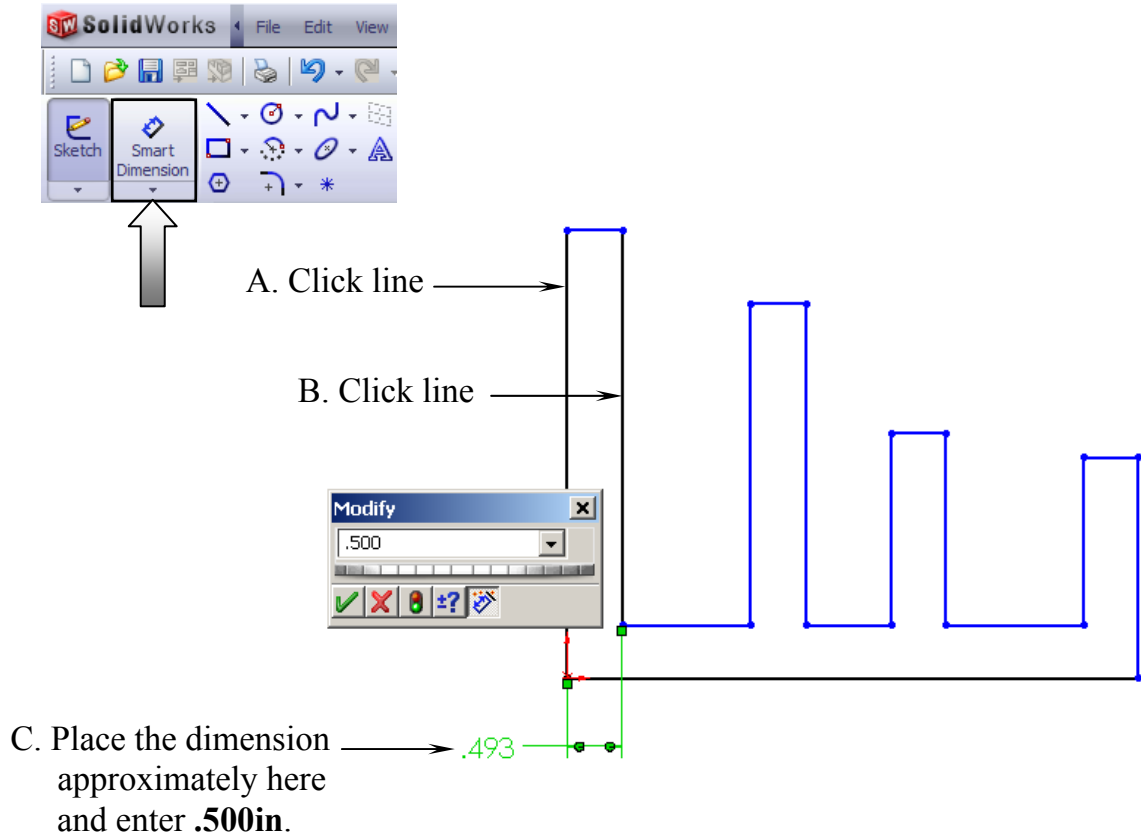 SW SolidWorks File Edit View
Sketch
Smart
Dimension
A. Click line
B. Click line
Modify
.500
±?
C. Place the dimension
approximately here
and enter .500in.
.493